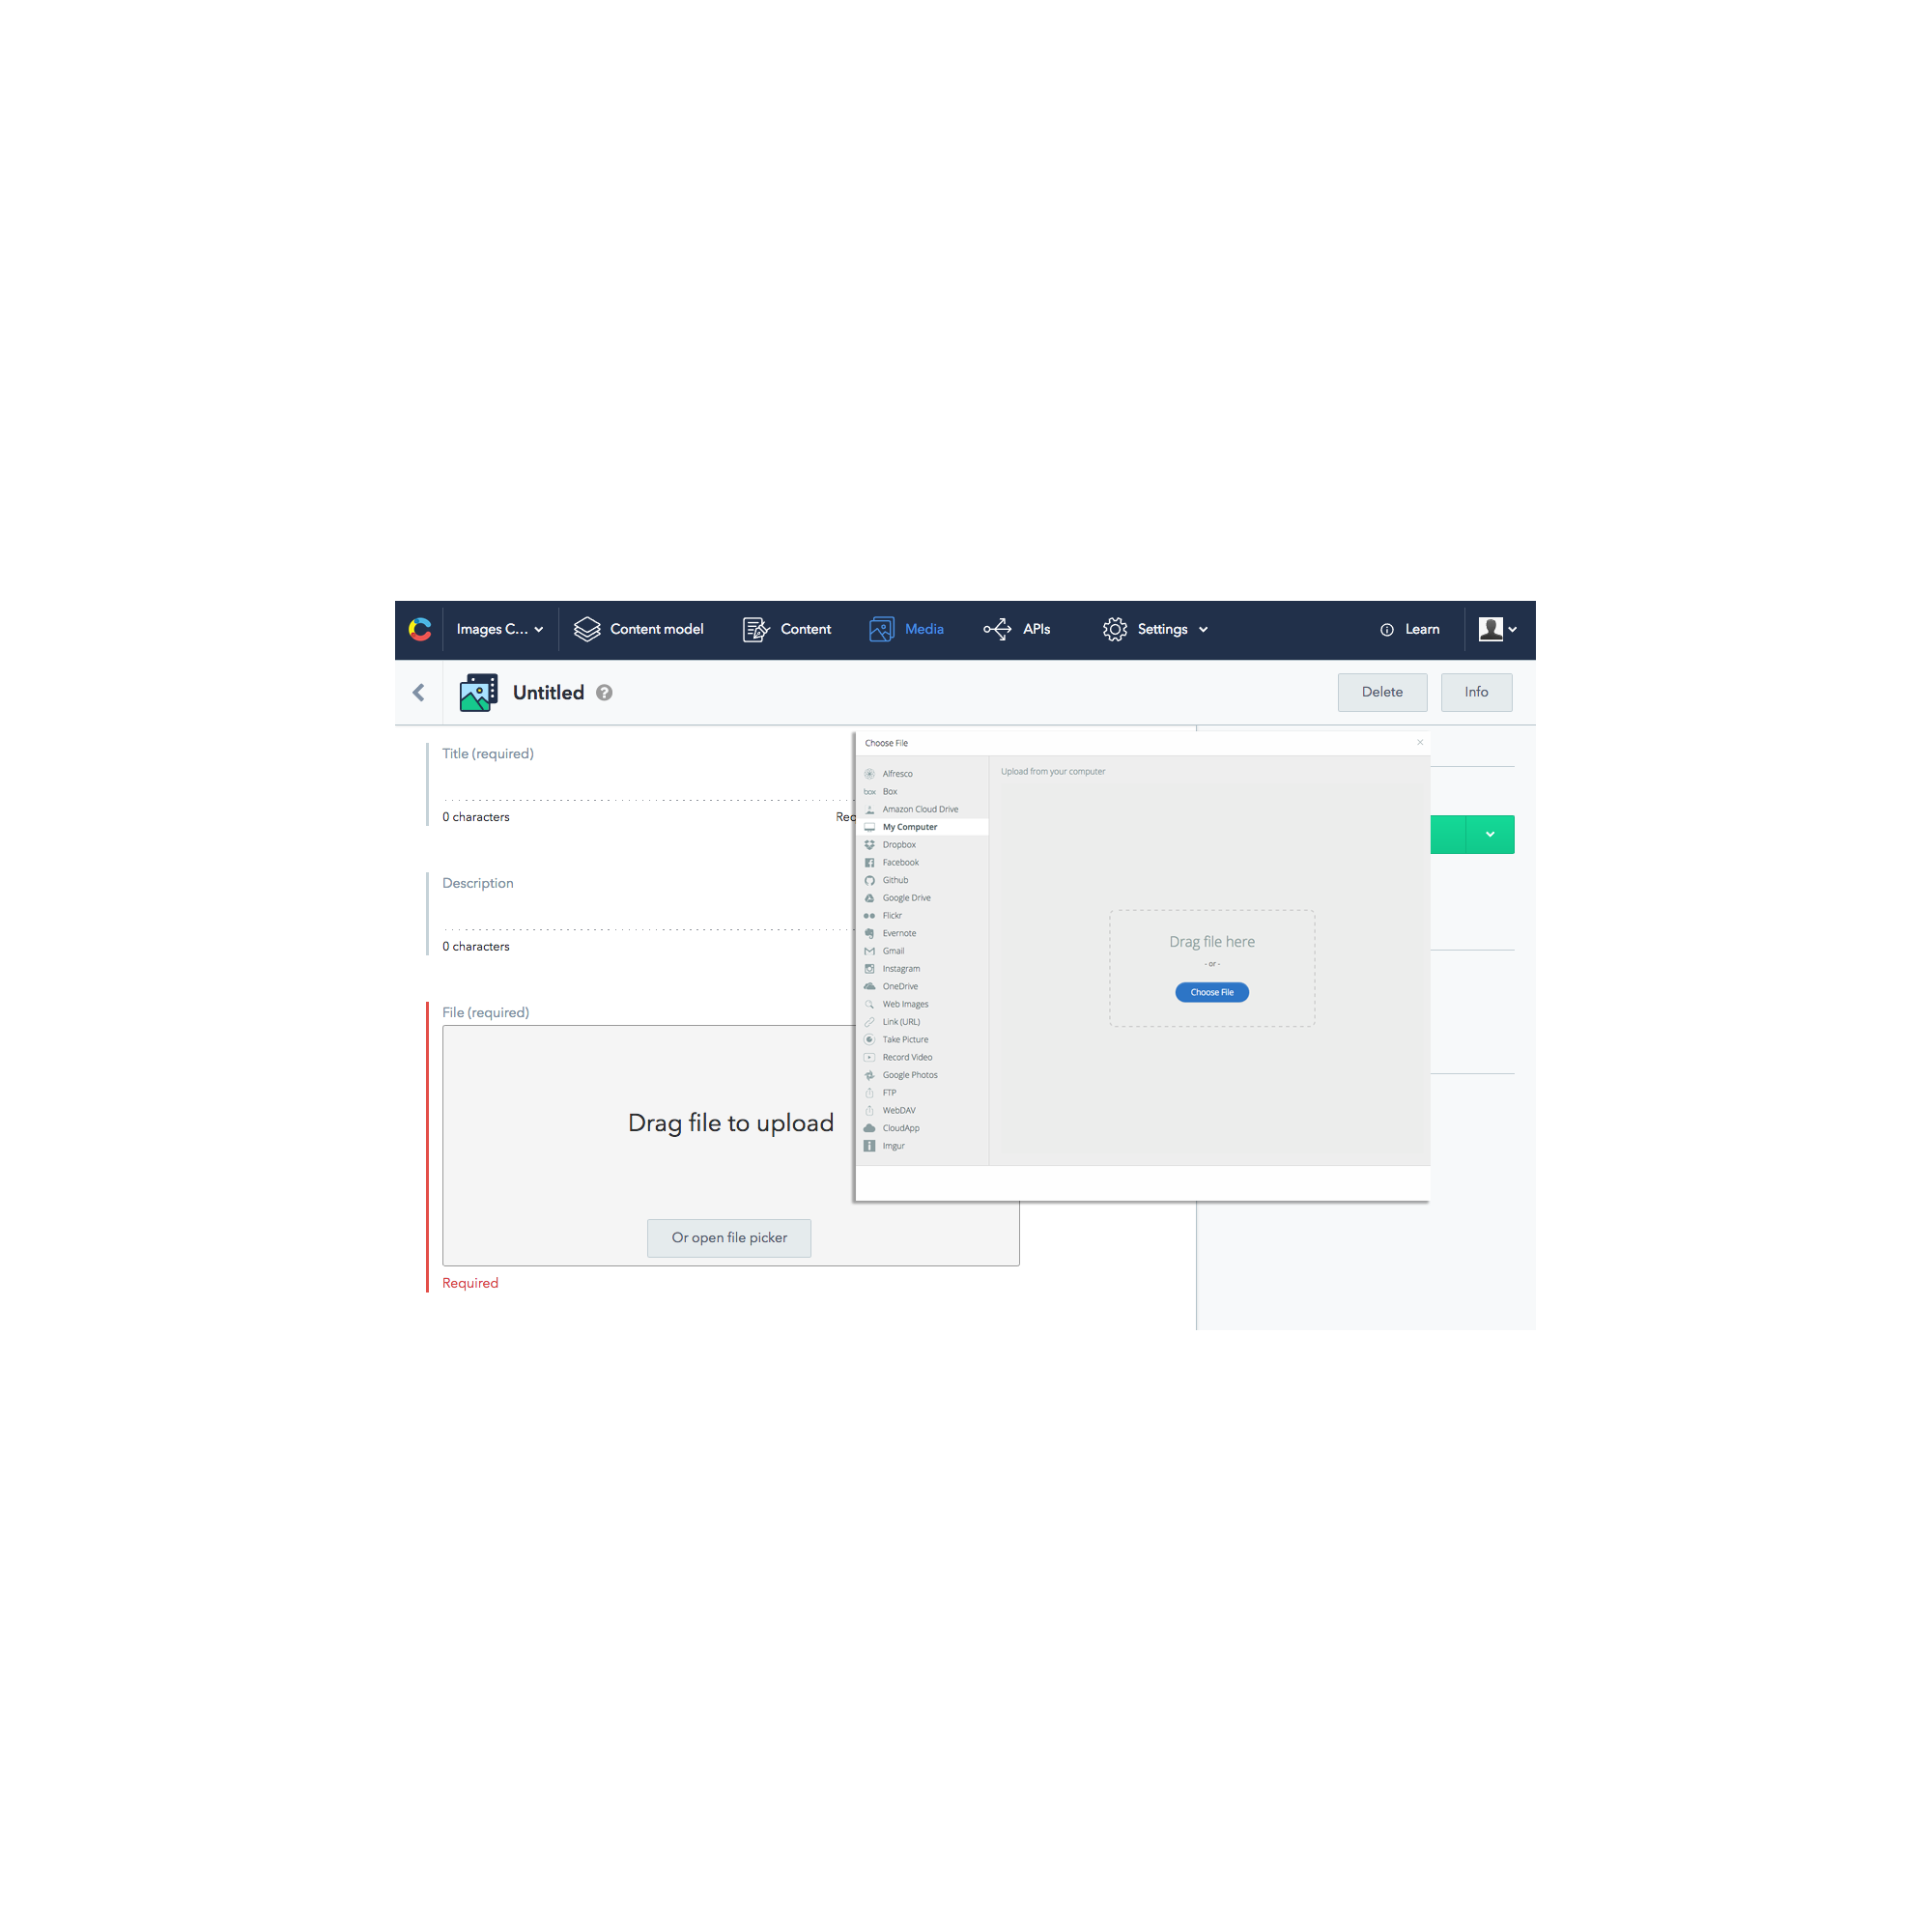 Images C...
Content model
Content
Media
APIs
Settings
Learn
Untitled
?
Delete
Info
Title (required)
0 characters
Rec
Description
0 characters
File (required)
Drag file to upload
Or open file picker
Required
Choose File
Alfresco
box Box
Amazon Cloud Drive
My Computer
Dropbox
Facebook
Github
Google Drive
Flickr
Evernote
Gmail
Instagram
OneDrive
Web Images
Link (URL)
Take Picture
Record Video
Google Photos
FTP
WebDAV
CloudApp
Imgur
Upload from your computer
Drag file here
- or -
Choose File